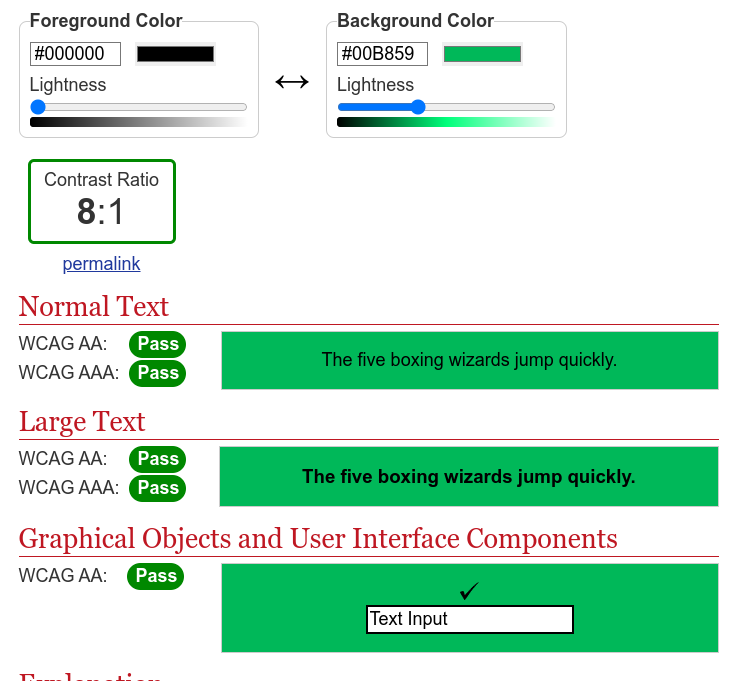 Foreground Color
#000000
Lightness
↔
Background Color
#00B859
Lightness
Contrast Ratio
8:1
permalink
Normal Text
WCAG AA: Pass
WCAG AAA: Pass
The five boxing wizards jump quickly.
Large Text
WCAG AA: Pass
WCAG AAA: Pass
The five boxing wizards jump quickly.
Graphical Objects and User Interface Components
WCAG AA: Pass
✓
Text Input
Explanation